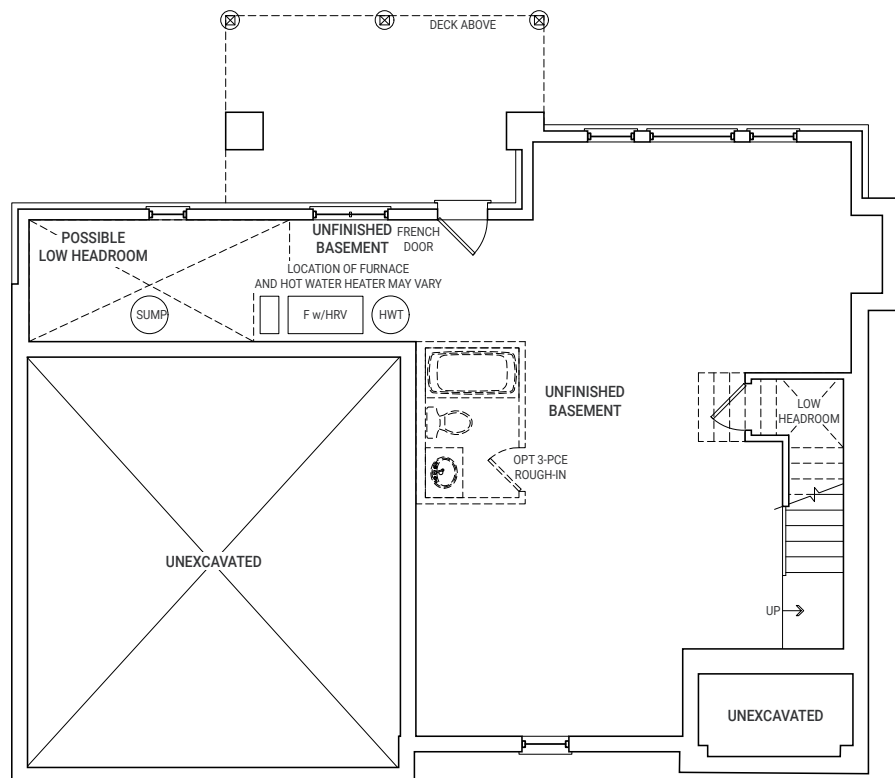 DECK ABOVE
POSSIBLE
LOW HEADROOM
UNFINISHED
BASEMENT
FRENCH
DOOR
LOCATION OF FURNACE
AND HOT WATER HEATER MAY VARY
SUMP
F w/HRV
HWT
UNFINISHED
BASEMENT
LOW
HEADROOM
OPT 3-PCE
ROUGH-IN
UNEXCAVATED
UP
UNEXCAVATED